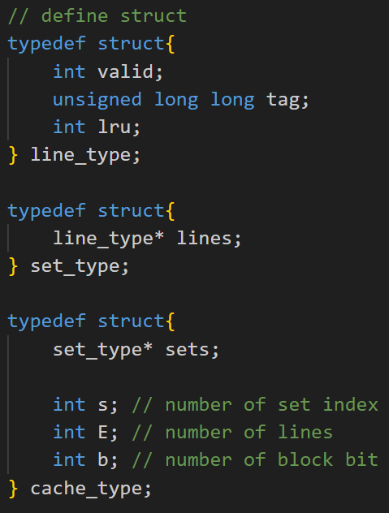 // define struct
typedef struct{
    int valid;
    unsigned long long tag;
    int lru;
} line_type;

typedef struct{
    line_type* lines;
} set_type;

typedef struct{
    set_type* sets;

    int s; // number of set index
    int E; // number of lines
    int b; // number of block bit
} cache_type;